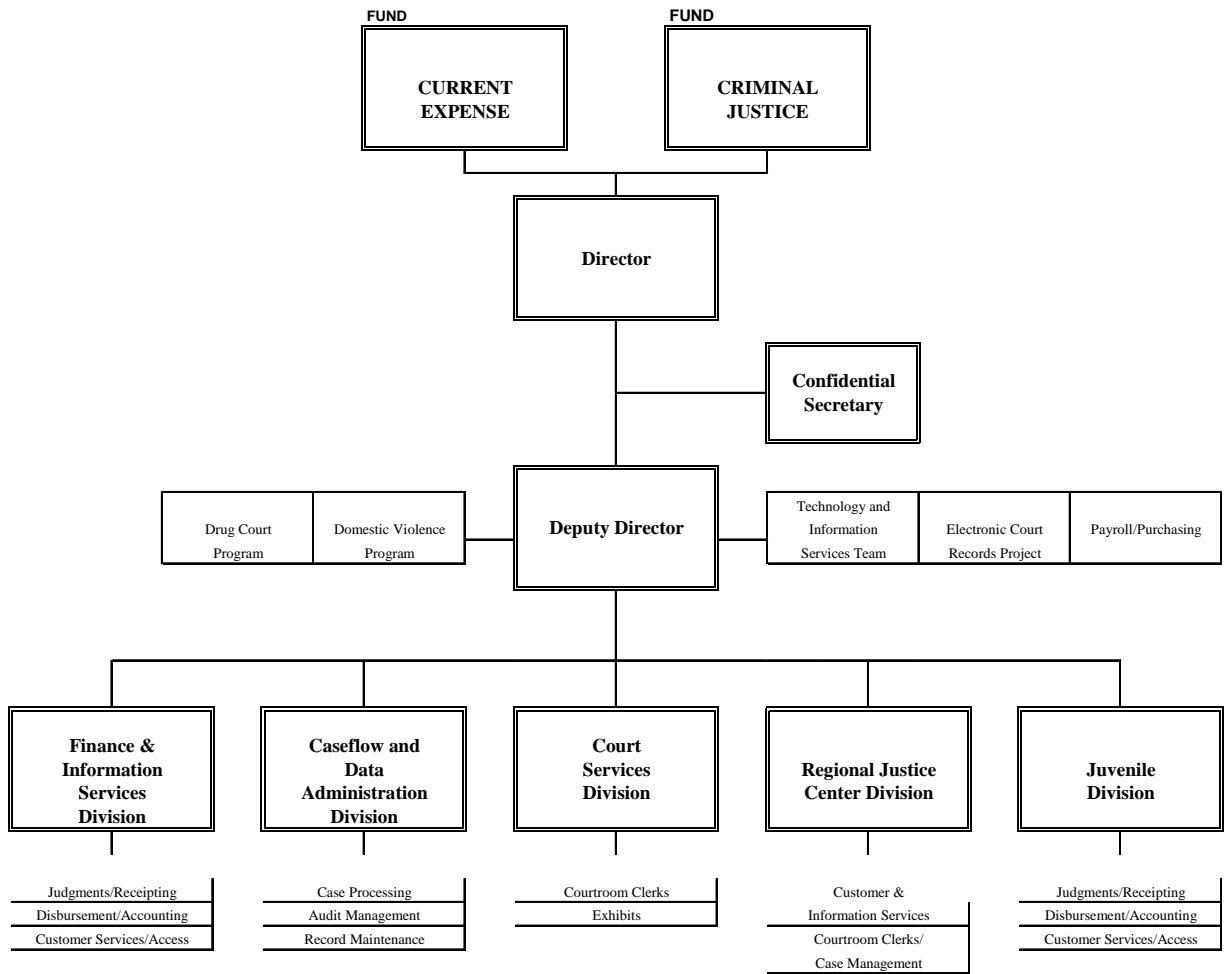 FUND
FUND
CURRENT
EXPENSE
CRIMINAL
JUSTICE
Director
Confidential
Secretary
Drug Court
Program
Domestic Violence
Program
Deputy Director
Technology and
Information
Services Team
Electronic Court
Records Project
Payroll/Purchasing
Finance &
Information
Services
Division
Caseflow and
Data
Administration
Division
Court
Services
Division
Regional Justice
Center Division
Juvenile
Division
Judgments/Receipting
Disbursement/Accounting
Customer Services/Access
Case Processing
Audit Management
Record Maintenance
Courtroom Clerks
Exhibits
Customer &
Information Services
Courtroom Clerks/
Case Management
Judgments/Receipting
Disbursement/Accounting
Customer Services/Access